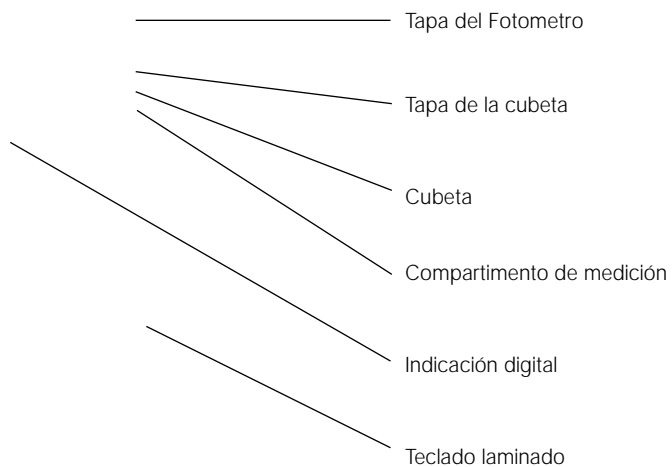 Tapa del Fotometro
Tapa de la cubeta
Cubeta
Compartimento de medición
Indicación digital
Teclado laminado